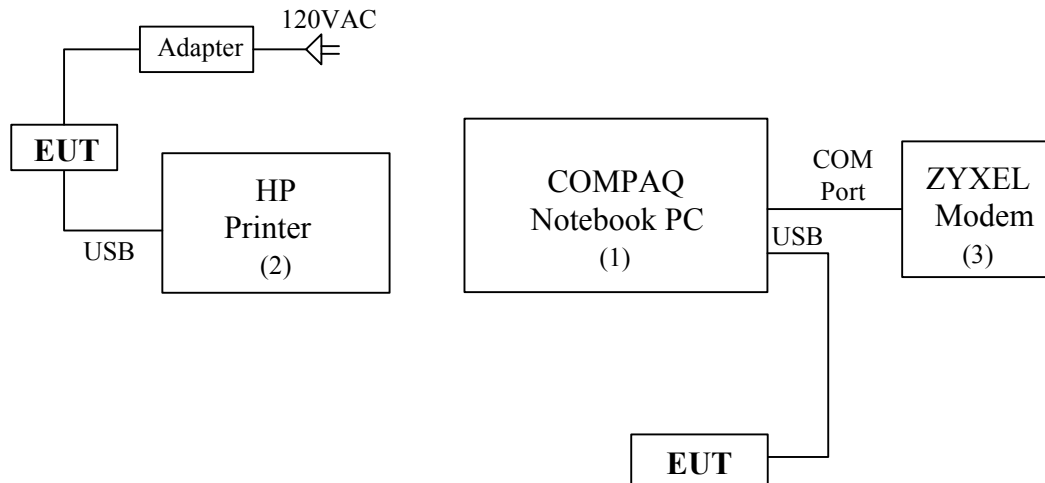 120VAC
Adapter
EUT
HP
Printer
(2)
USB
COMPAQ
Notebook PC
(1)
COM
Port
USB
ZYXEL
Modem
(3)
EUT